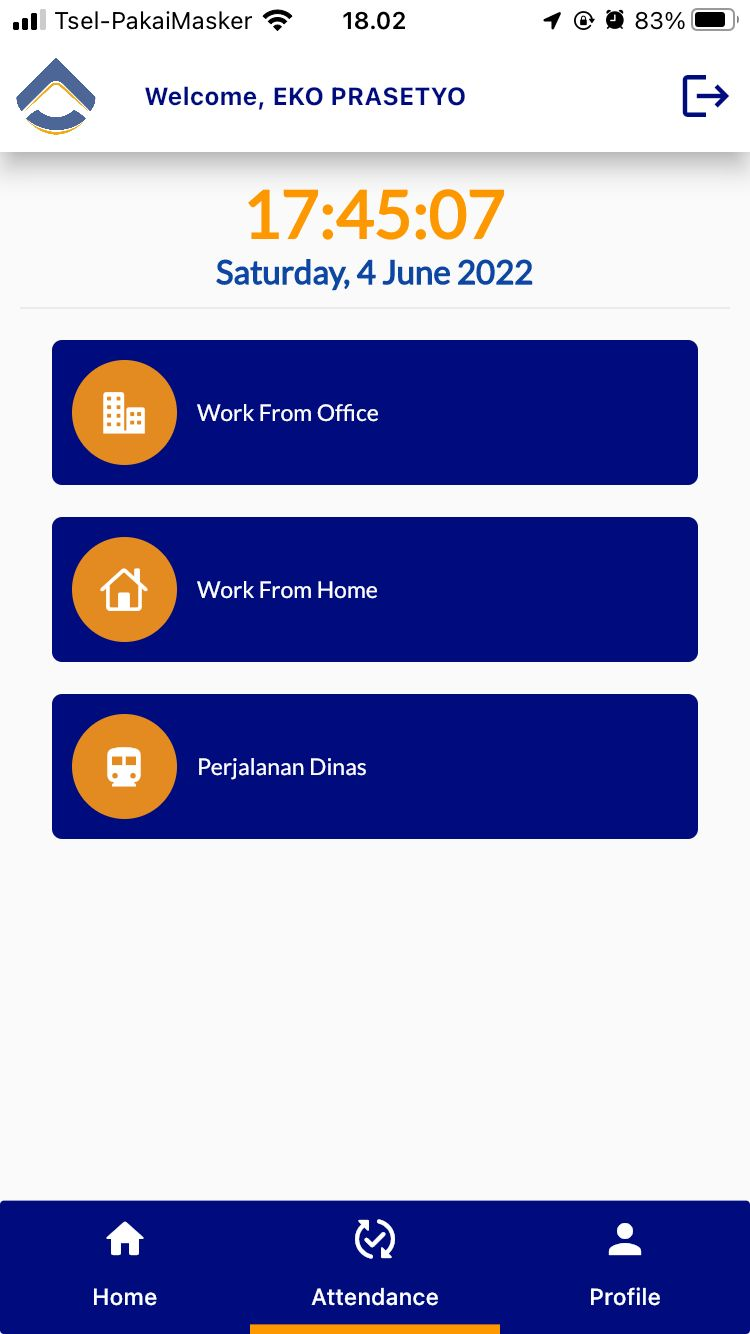 Tsel-PakaiMasker 18.02 83%
Welcome, EKO PRASETYO
17:45:07
Saturday, 4 June 2022
Work From Office
Work From Home
Perjalanan Dinas
Home Attendance Profile